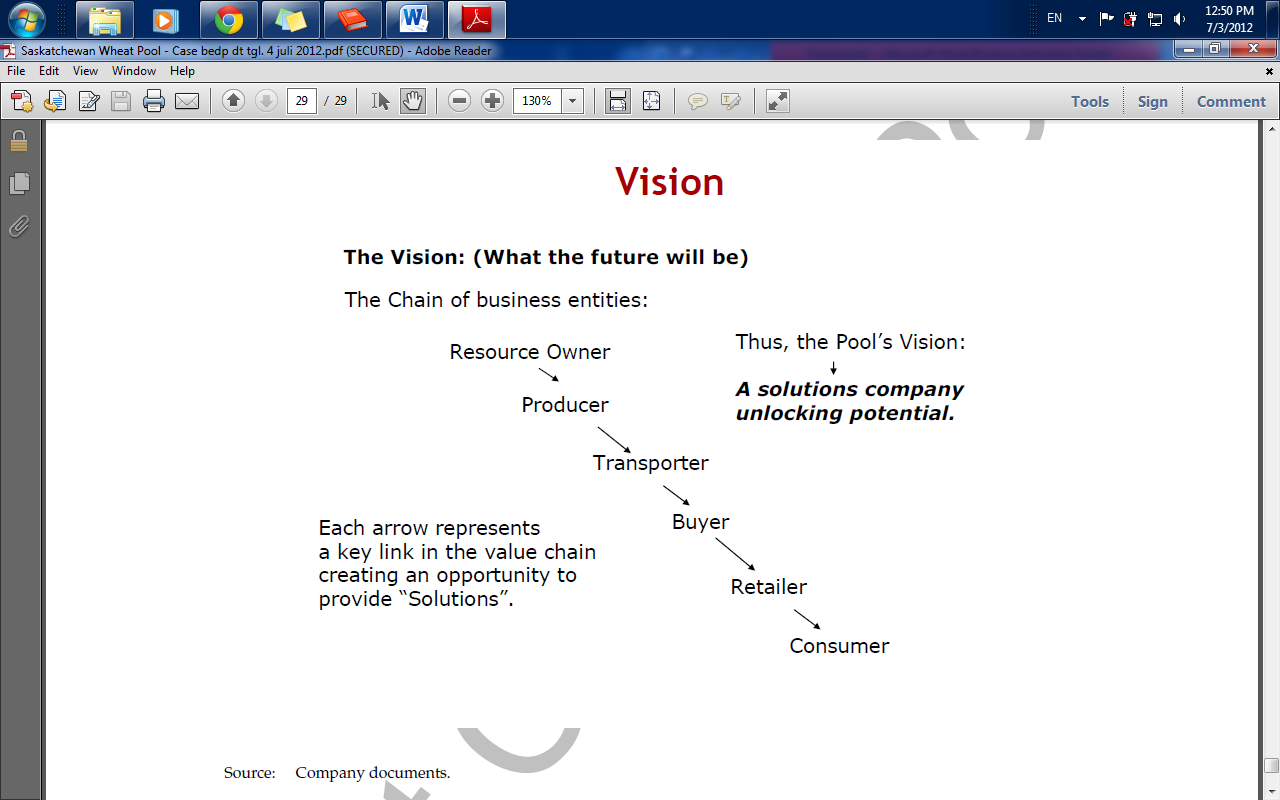 12:50 PM
EN
7/3/2012
Saskatchewan Wheat Pool - Case bedp dt tgl. 4 juli 2012.pdf (SECURED) - Adobe Reader
File Edit View Window Help
29 / 29 130% Tools Sign Comment
Vision
The Vision: (What the future will be)
The Chain of business entities:
Thus, the Pool’s Vision:
Resource Owner
A solutions company
unlocking potential.
Producer
Transporter
Buyer
Each arrow represents
a key link in the value chain
creating an opportunity to
provide “Solutions”.
Retailer
Consumer
Source: Company documents.